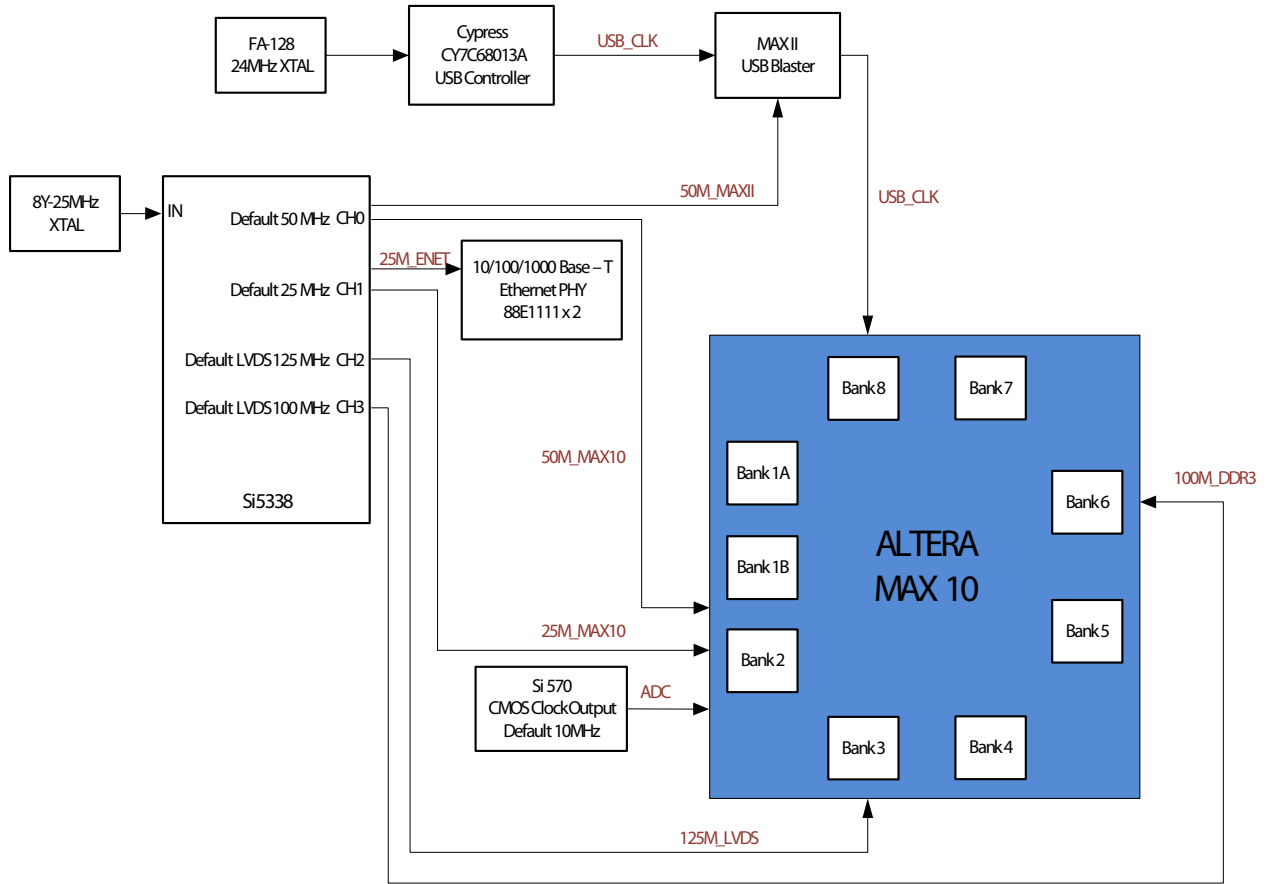 FA-128
24MHz XTAL
Cypress
CY7C68013A
USB Controller
USB_CLK
MAX II
USB Blaster
8Y-25MHz
XTAL
IN
Default 50 MHz CH0
Default 25 MHz CH1
Default LVDS 125 MHz CH2
Default LVDS 100 MHz CH3
Si5338
50M_MAXII
USB_CLK
25M_ENET
10/100/1000 Base – T
Ethernet PHY
88E1111 x 2
Bank 8
Bank 7
50M_MAX10
Bank 1A
Bank 6
100M_DDR3
ALTERA
MAX 10
Bank 1B
Bank 5
25M_MAX10
Bank 2
Si 570
CMOS Clock Output
Default 10MHz
ADC
Bank 3
Bank 4
125M_LVDS